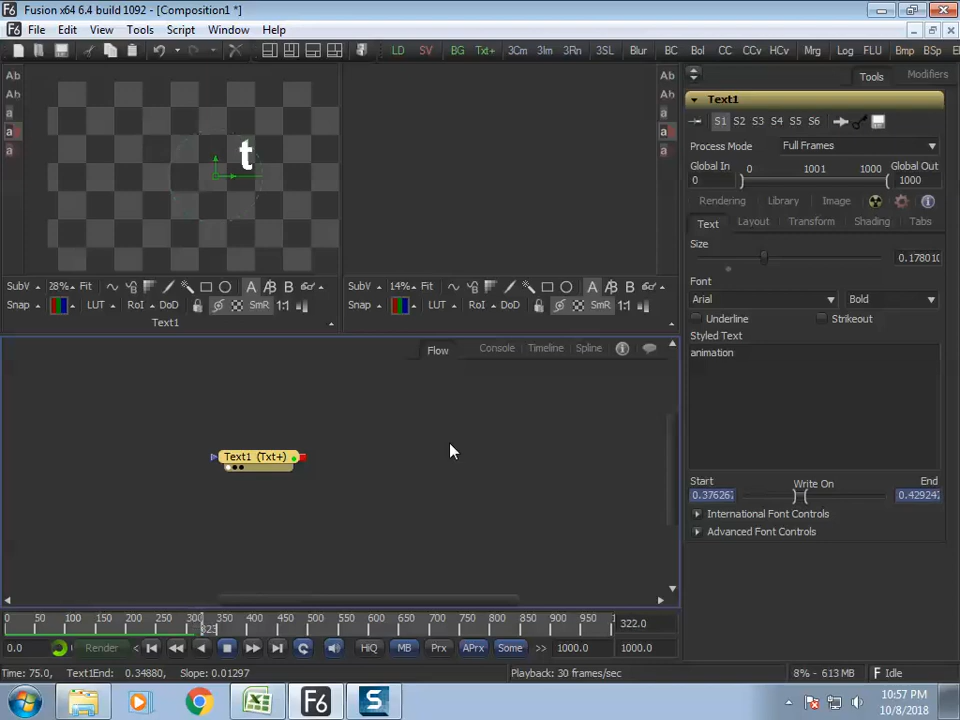 Fusion x64 6.4 build 1092 - [Composition1 *]
File Edit View Tools Script Window Help
LD SV BG Txt+ 3Cm 3Im 3Rn 3SL Blur BC Bol CC CCv HCv Mrg Log FLU Bmp BSp
Ab Ab Tools Modifiers
Ab Ab
a a
a a
a a
t
Text1
S1 S2 S3 S4 S5 S6
Process Mode Full Frames
Global In 0 1001 1000 Global Out
0 1000
Rendering Library Image
Text Layout Transform Shading Tabs
Size
0.178010
Font
Arial Bold
Underline Strikeout
Styled Text
animation
SubV 28% Fit A B SubV 14% Fit A B
Snap LUT RoI DoD SmR 1:1 Snap LUT RoI DoD SmR 1:1
Text1
Flow Console Timeline Spline
Text1 (Txt+)
Start Write On End
0.37626 0.42924
International Font Controls
Advanced Font Controls
0 50 100 150 200 250 300 350 400 450 500 550 600 650 700 750 800 850 900 950
323 322.0
0.0 Render HiQ MB Prx APrx Some >> 1000.0 1000.0
Time: 75.0, Text1End: 0.34880, Slope: 0.01297 Playback: 30 frames/sec 8% - 613 MB Idle
F6 S 10:57 PM
10/8/2018